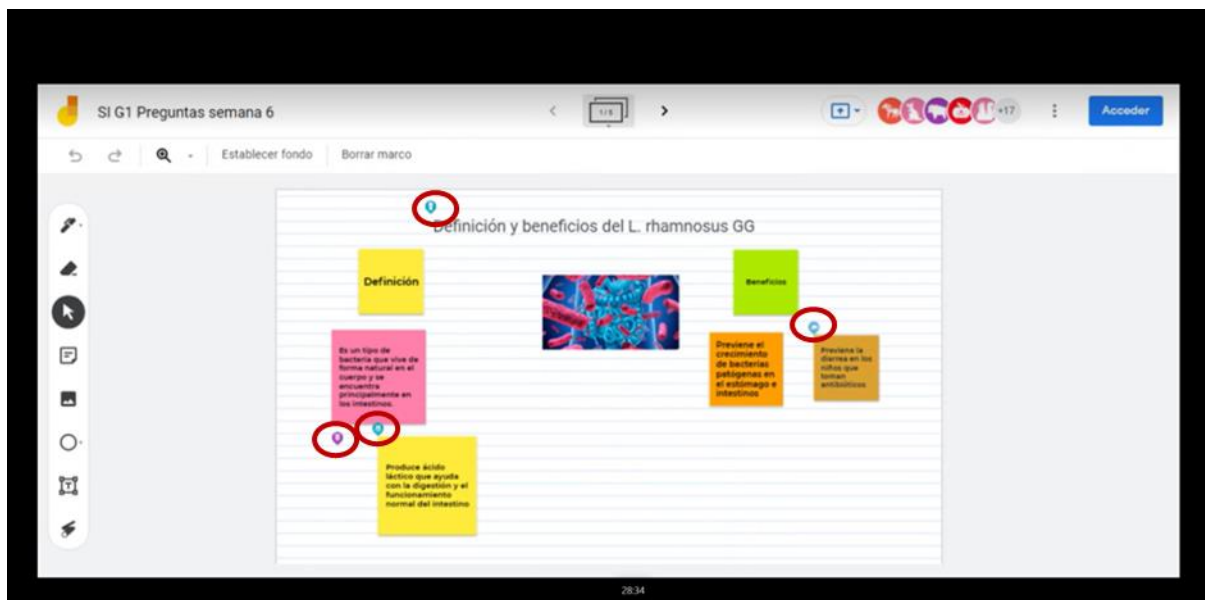 SI G1 Preguntas semana 6
1/5
+17
Acceder
Establecer fondo
Borrar marco
Definición y beneficios del L. rhamnosus GG
Definición
Beneficios
Es un tipo de
bacteria que vive de
forma natural en el
cuerpo y se
encuentra
principalmente en
los intestinos.
Previene el
crecimiento
de bacterias
patógenas en
el estómago e
intestinos
Previene la
diarrea en los
niños que
toman
antibióticos
Produce ácido
láctico que ayuda
con la digestión y el
funcionamiento
normal del intestino
28:34